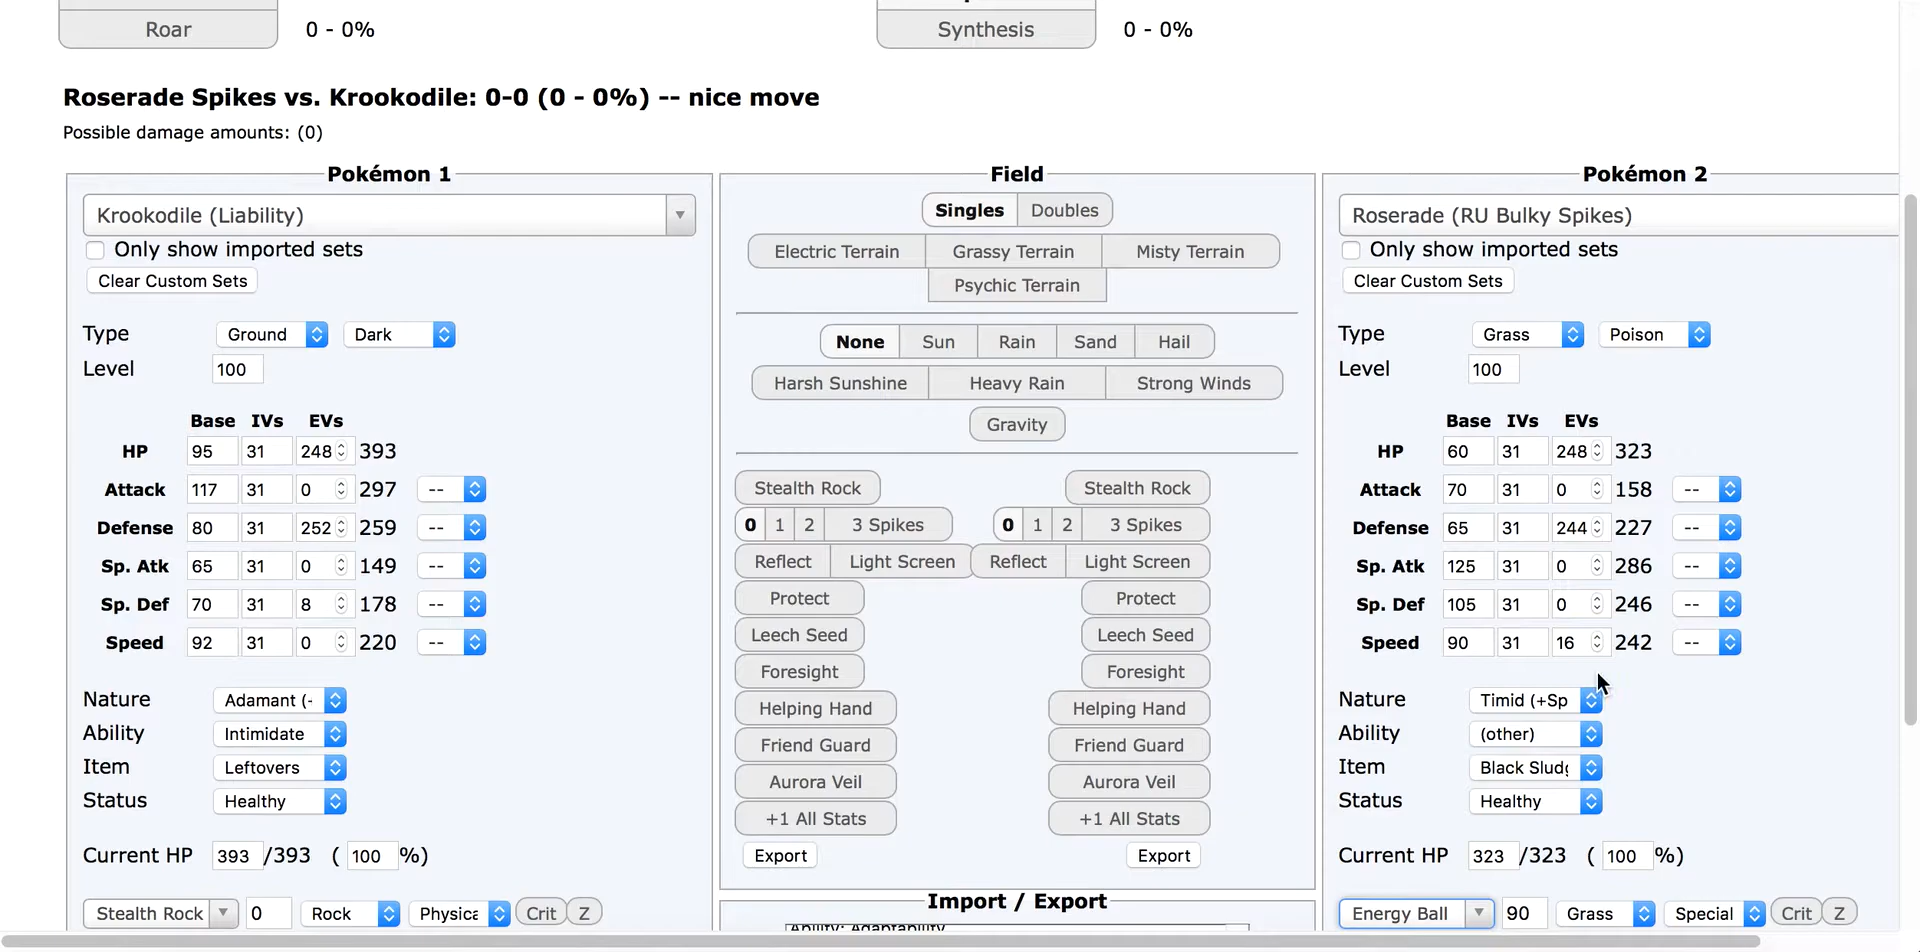 Roar 0 - 0%
Synthesis 0 - 0%
Roserade Spikes vs. Krookodile: 0-0 (0 - 0%) -- nice move
Possible damage amounts: (0)
Pokémon 1
Krookodile (Liability)
Only show imported sets
Clear Custom Sets
Type Ground Dark
Level 100
Base IVs EVs
HP 95 31 248 393
Attack 117 31 0 297 --
Defense 80 31 252 259 --
Sp. Atk 65 31 0 149 --
Sp. Def 70 31 8 178 --
Speed 92 31 0 220 --
Nature Adamant (-
Ability Intimidate
Item Leftovers
Status Healthy
Current HP 393 /393 ( 100 %)
Stealth Rock 0 Rock Physica Crit Z
Field
Singles Doubles
Electric Terrain Grassy Terrain Misty Terrain
Psychic Terrain
None Sun Rain Sand Hail
Harsh Sunshine Heavy Rain Strong Winds
Gravity
Stealth Rock Stealth Rock
0 1 2 3 Spikes 0 1 2 3 Spikes
Reflect Light Screen Reflect Light Screen
Protect Protect
Leech Seed Leech Seed
Foresight Foresight
Helping Hand Helping Hand
Friend Guard Friend Guard
Aurora Veil Aurora Veil
+1 All Stats +1 All Stats
Export Export
Import / Export
Ability: Adaptability
Pokémon 2
Roserade (RU Bulky Spikes)
Only show imported sets
Clear Custom Sets
Type Grass Poison
Level 100
Base IVs EVs
HP 60 31 248 323
Attack 70 31 0 158 --
Defense 65 31 244 227 --
Sp. Atk 125 31 0 286 --
Sp. Def 105 31 0 246 --
Speed 90 31 16 242 --
Nature Timid (+Sp
Ability (other)
Item Black Sludg
Status Healthy
Current HP 323 /323 ( 100 %)
Energy Ball 90 Grass Special Crit Z